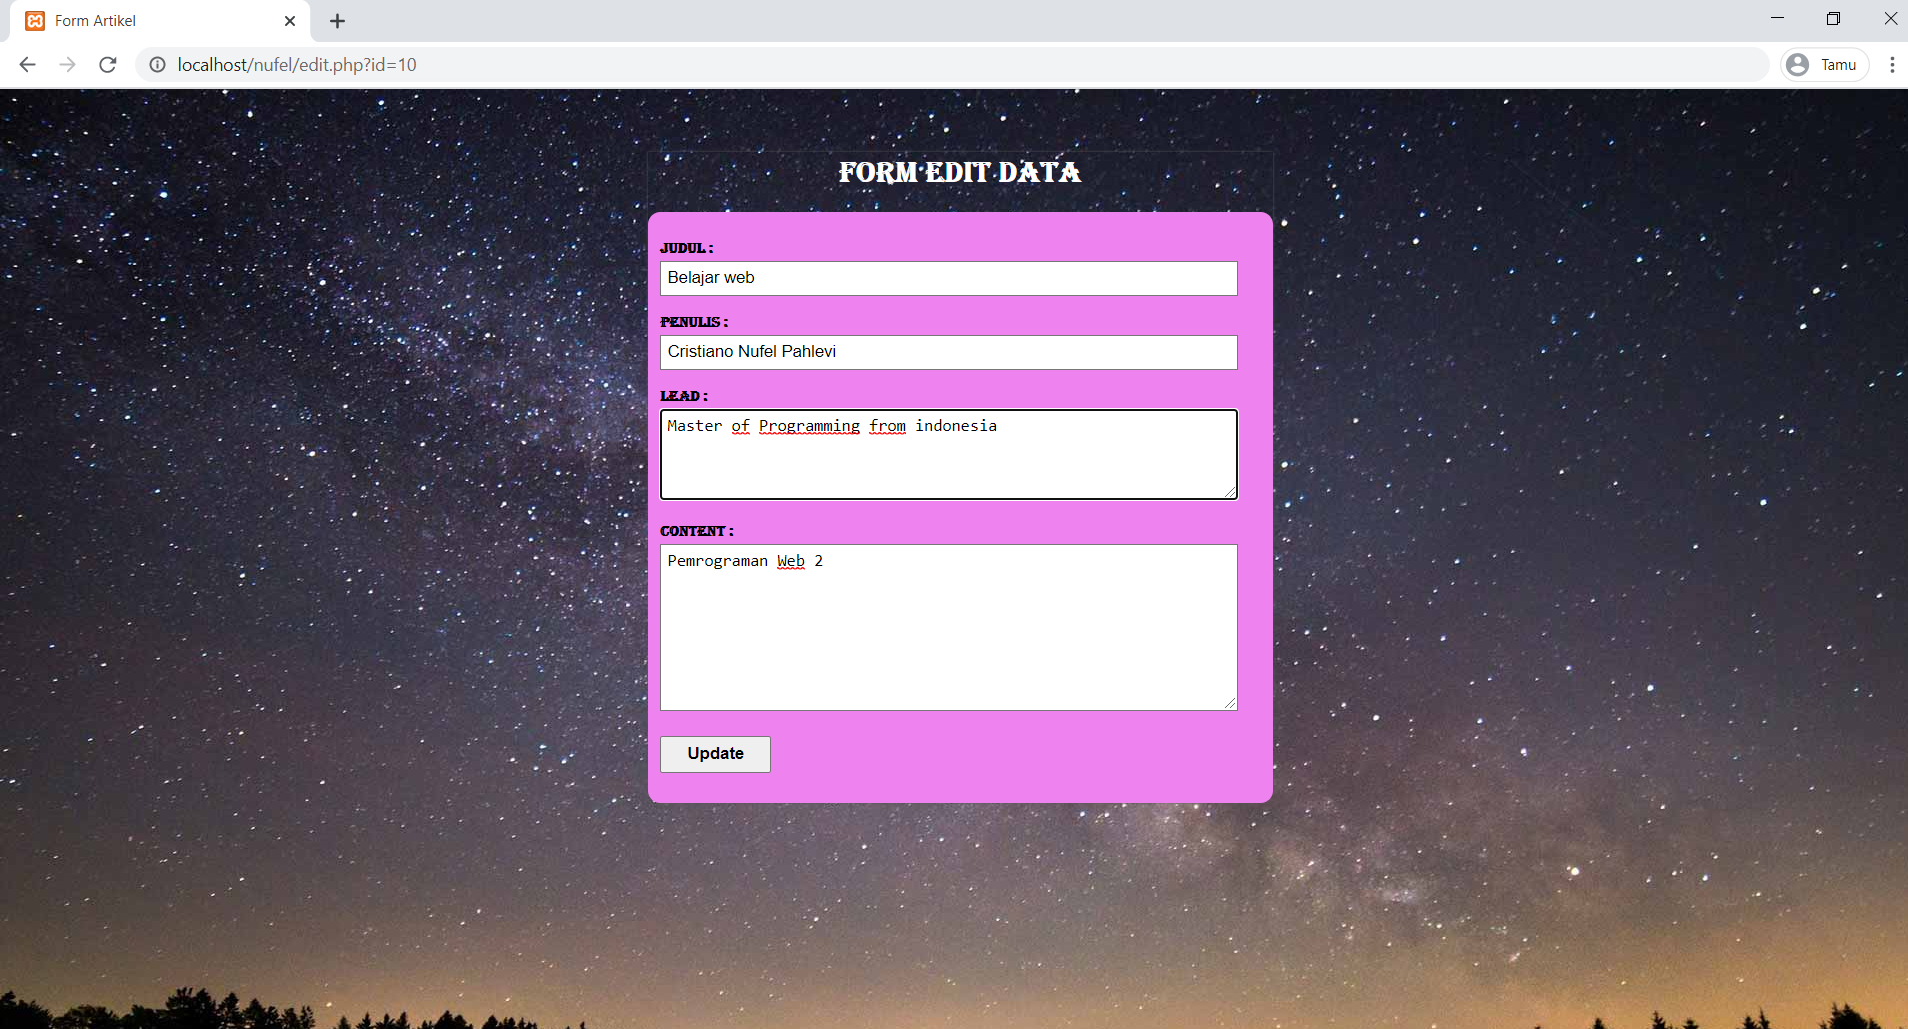 Form Artikel
localhost/nufel/edit.php?id=10
Tamu
FORM EDIT DATA
JUDUL :
Belajar web
PENULIS :
Cristiano Nufel Pahlevi
LEAD :
Master of Programming from indonesia
CONTENT :
Pemrograman Web 2
Update